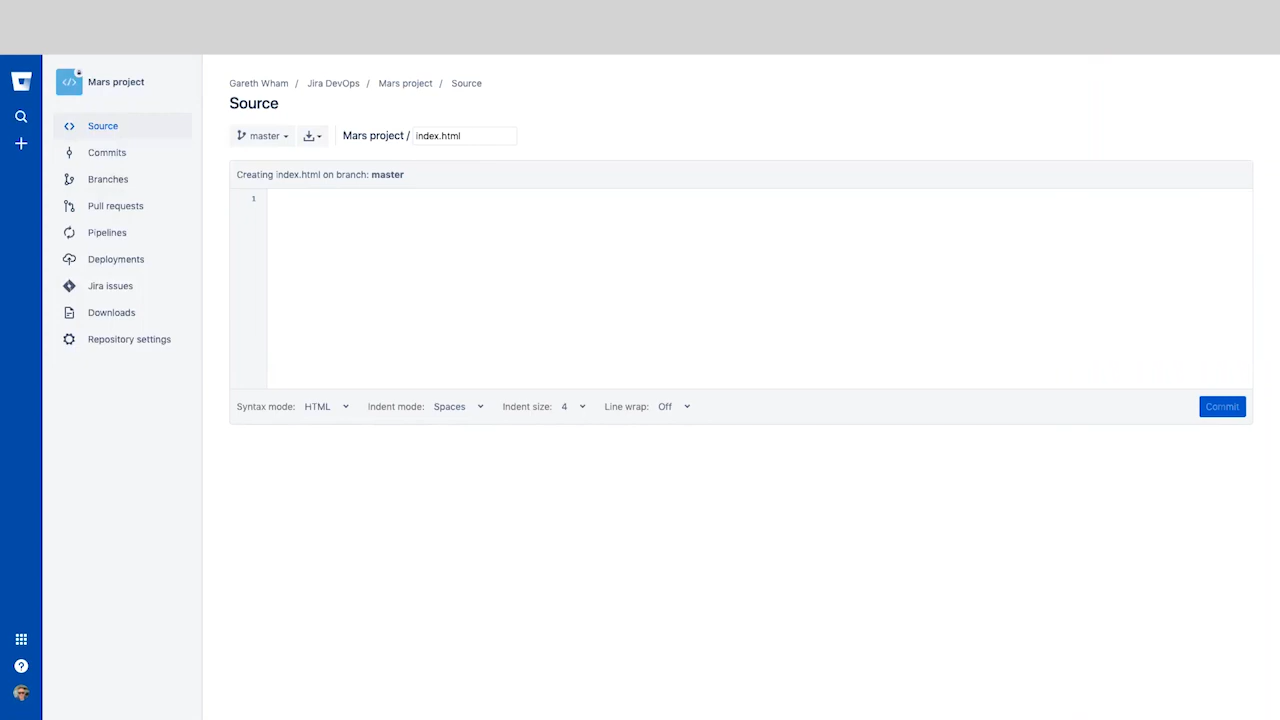 Mars project
Source
Commits
Branches
Pull requests
Pipelines
Deployments
Jira issues
Downloads
Repository settings
Gareth Wham / Jira DevOps / Mars project / Source
Source
master
Mars project / index.html
Creating index.html on branch: master
1
Syntax mode: HTML Indent mode: Spaces Indent size: 4 Line wrap: Off Commit